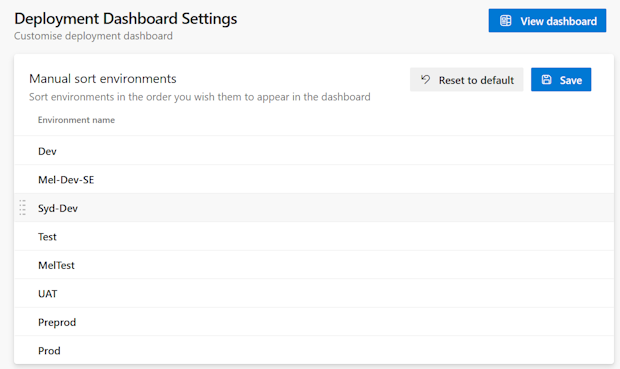 Deployment Dashboard Settings
View dashboard
Customise deployment dashboard
Manual sort environments
Reset to default
Save
Sort environments in the order you wish them to appear in the dashboard
Environment name
Dev
Mel-Dev-SE
Syd-Dev
Test
MelTest
UAT
Preprod
Prod